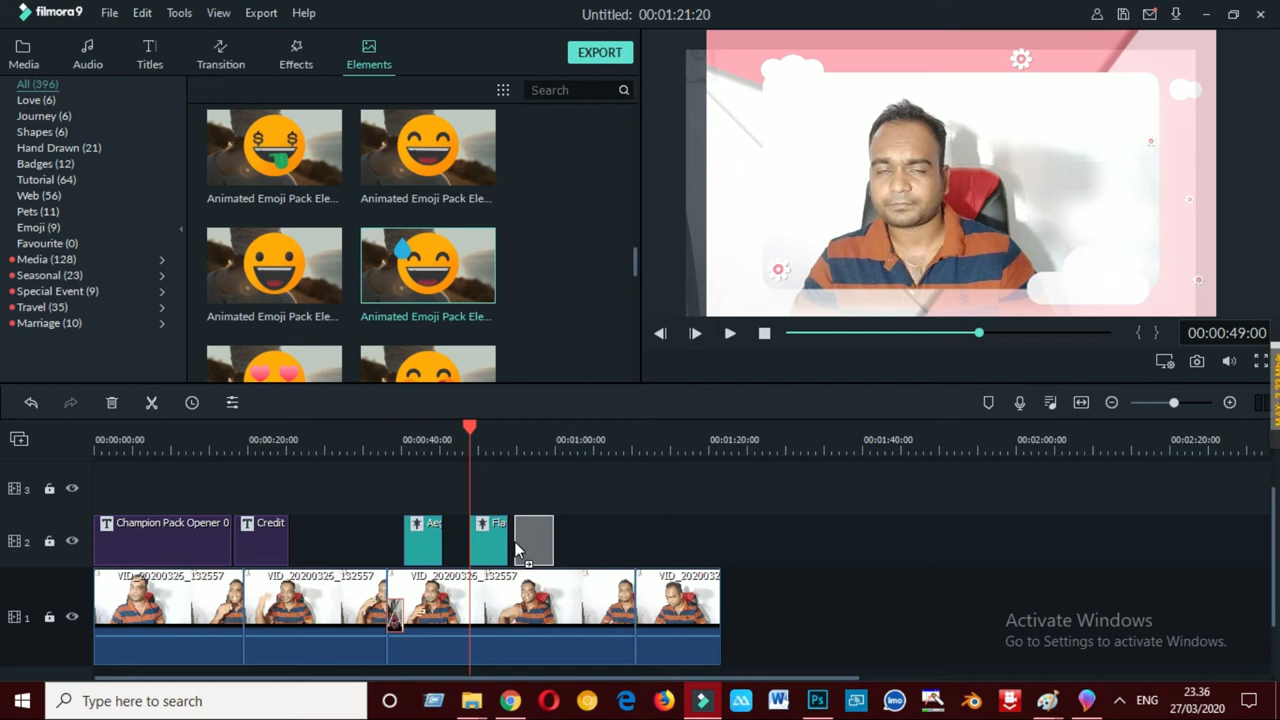 filmora9 File Edit Tools View Export Help Untitled: 00:01:21:20
Media Audio Titles Transition Effects Elements EXPORT
All (396)
Love (6)
Journey (6)
Shapes (6)
Hand Drawn (21)
Badges (12)
Tutorial (64)
Web (56)
Pets (11)
Emoji (9)
Favourite (0)
Media (128)
Seasonal (23)
Special Event (9)
Travel (35)
Marriage (10)
Search
Animated Emoji Pack Ele... Animated Emoji Pack Ele...
Animated Emoji Pack Ele... Animated Emoji Pack Ele...
00:00:49:00
00:00:00:00 00:00:20:00 00:00:40:00 00:01:00:00 00:01:20:00 00:01:40:00 00:02:00:00 00:02:20:00
3
2
T Champion Pack Opener 0 T Credit Aes Fla
1
VID_20200326_132557 VID_20200326_132557 VID_20200326_132557 VID_2020032
Activate Windows
Go to Settings to activate Windows.
Type here to search
ENG
23.36
27/03/2020